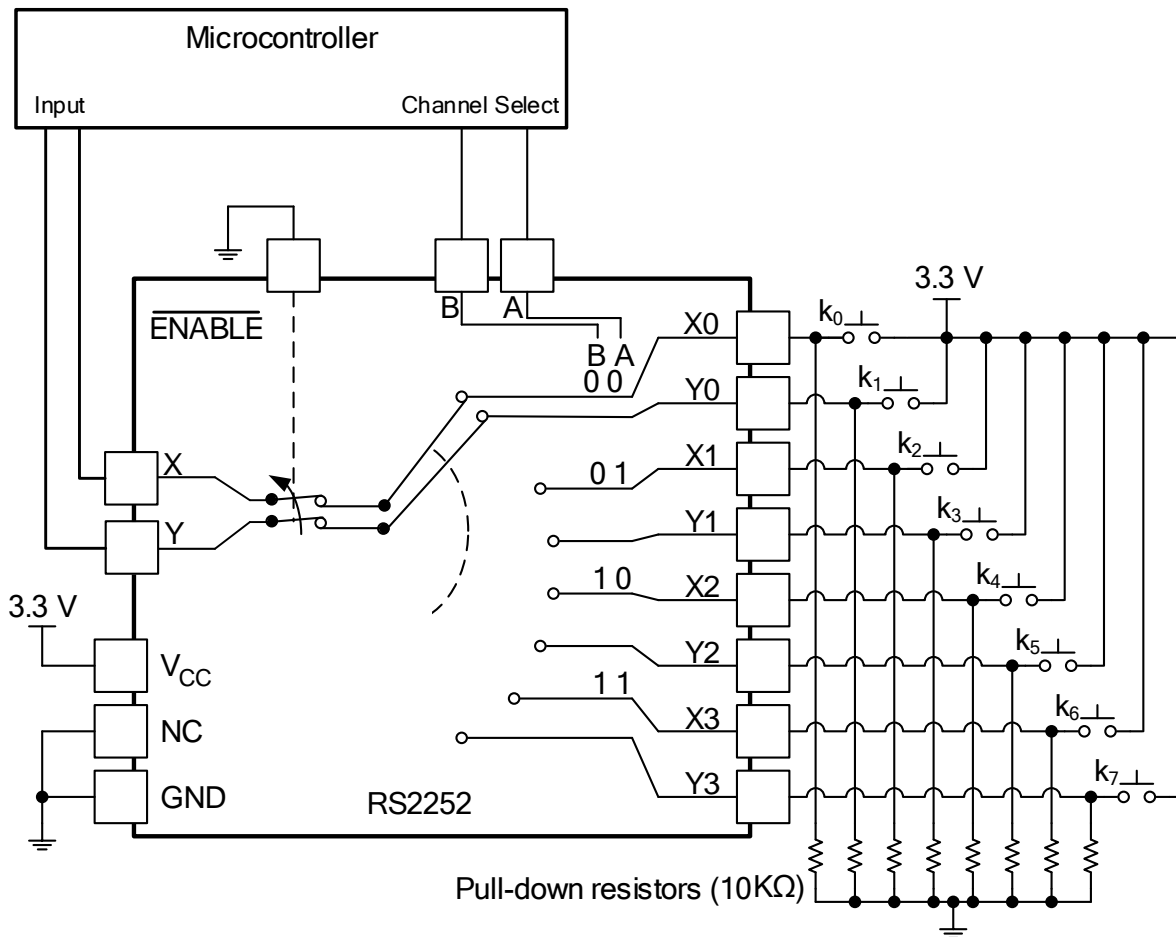 Microcontroller
Input
Channel Select
B
A
ENABLE
B A
0 0
X0
Y0
0 1
X1
Y1
1 0
X2
Y2
1 1
X3
Y3
X
Y
3.3 V
VCC
NC
GND
RS2252
3.3 V
k0
k1
k2
k3
k4
k5
k6
k7
Pull-down resistors (10KΩ)